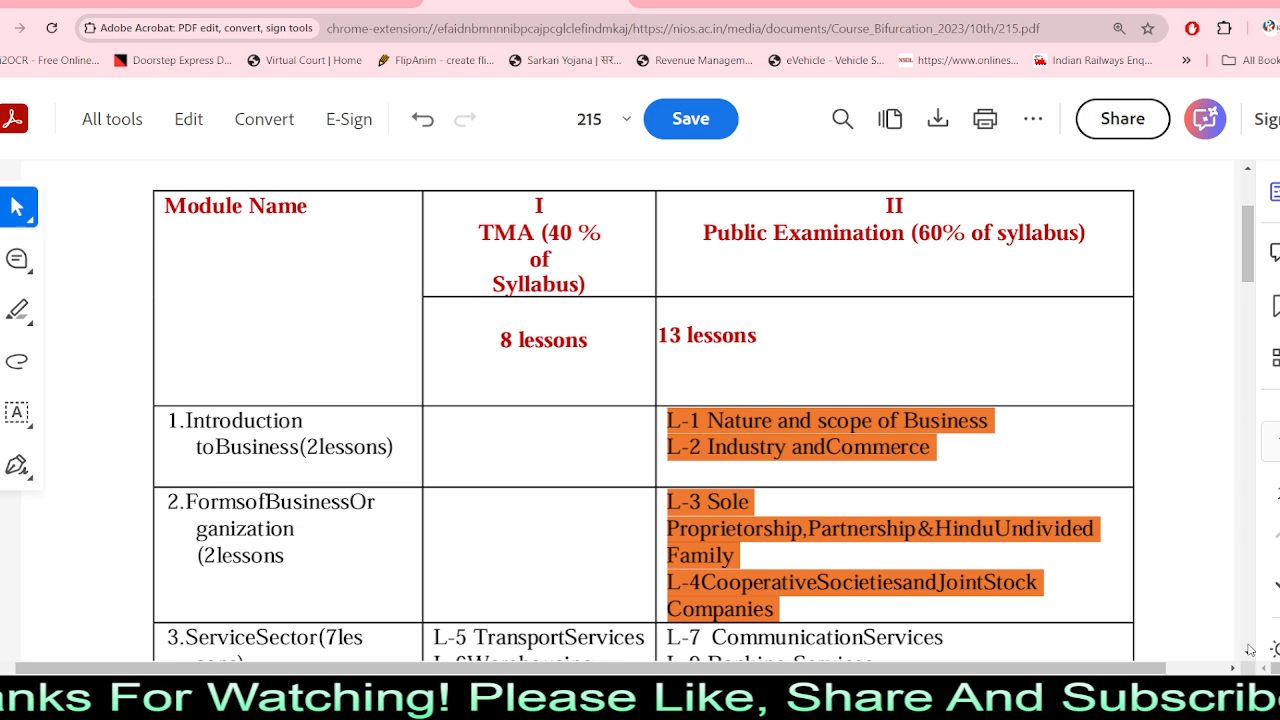 Adobe Acrobat: PDF edit, convert, sign tools chrome-extension://efaidnbmnnnibpcajpcglclefindmkaj/https://nios.ac.in/media/documents/Course_Bifurcation_2023/10th/215.pdf
i2OCR - Free Online... Doorstep Express D... Virtual Court | Home FlipAnim - create fli... Sarkari Yojana | सर... Revenue Managem... eVehicle - Vehicle S... NSDL https://www.onlines... Indian Railways Enq... » All Book
All tools Edit Convert E-Sign 215 Save Share Sign
Module Name
I
TMA (40 %
of
Syllabus)
II
Public Examination (60% of syllabus)
8 lessons
13 lessons
1.Introduction
toBusiness(2lessons)
L-1 Nature and scope of Business
L-2 Industry andCommerce
2.FormsofBusinessOr
ganization
(2lessons
L-3 Sole
Proprietorship,Partnership&HinduUndivided
Family
L-4CooperativeSocietiesandJointStock
Companies
3.ServiceSector(7les
L-5 TransportServices
L-7 CommunicationServices
anks For Watching! Please Like, Share And Subscribe